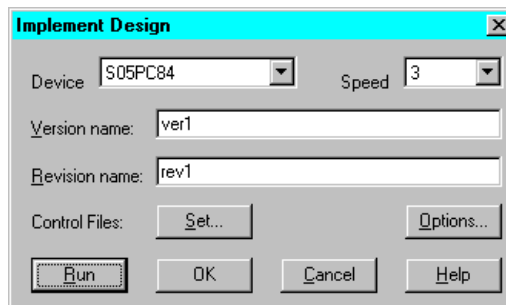 Implement Design
Device S05PC84 Speed 3
Version name: ver1
Revision name: rev1
Control Files: Set... Options...
Run OK Cancel Help